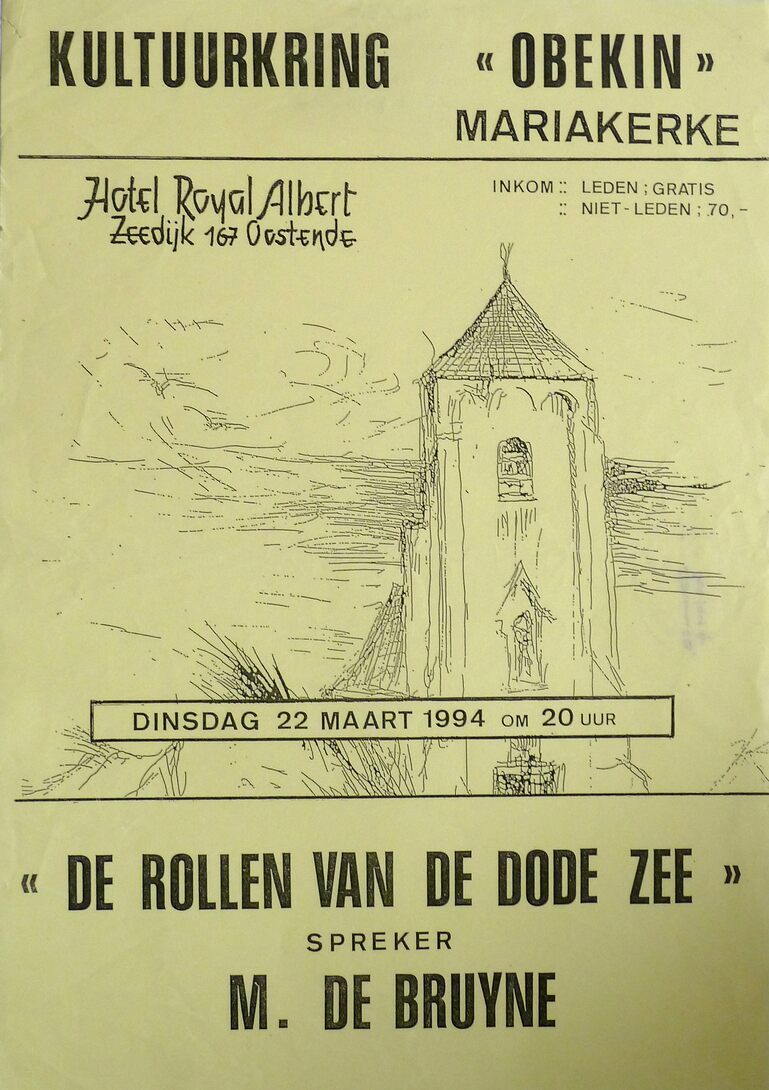 KULTUURKRING « OBEKIN »
MARIAKERKE
Hotel Royal Albert
Zeedijk 167 Oostende
INKOM :: LEDEN ; GRATIS
:: NIET-LEDEN ; 70,-
DINSDAG 22 MAART 1994 OM 20 UUR
« DE ROLLEN VAN DE DODE ZEE »
SPREKER
M. DE BRUYNE